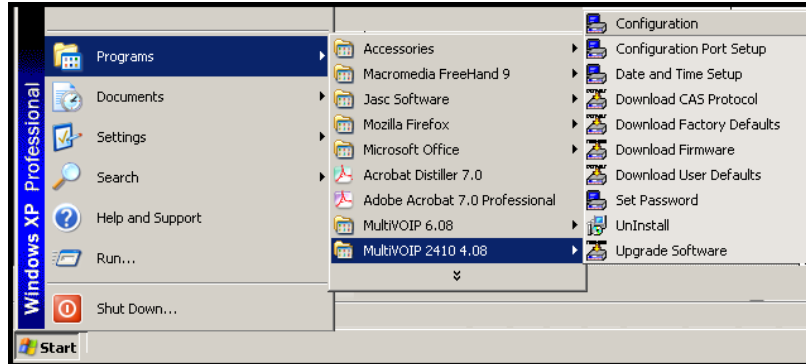 Windows XP Professional
Programs
Documents
Settings
Search
Help and Support
Run...
Shut Down...
Start
Accessories
Macromedia FreeHand 9
Jasc Software
Mozilla Firefox
Microsoft Office
Acrobat Distiller 7.0
Adobe Acrobat 7.0 Professional
MultiVOIP 6.08
MultiVOIP 2410 4.08
Configuration
Configuration Port Setup
Date and Time Setup
Download CAS Protocol
Download Factory Defaults
Download Firmware
Download User Defaults
Set Password
UnInstall
Upgrade Software